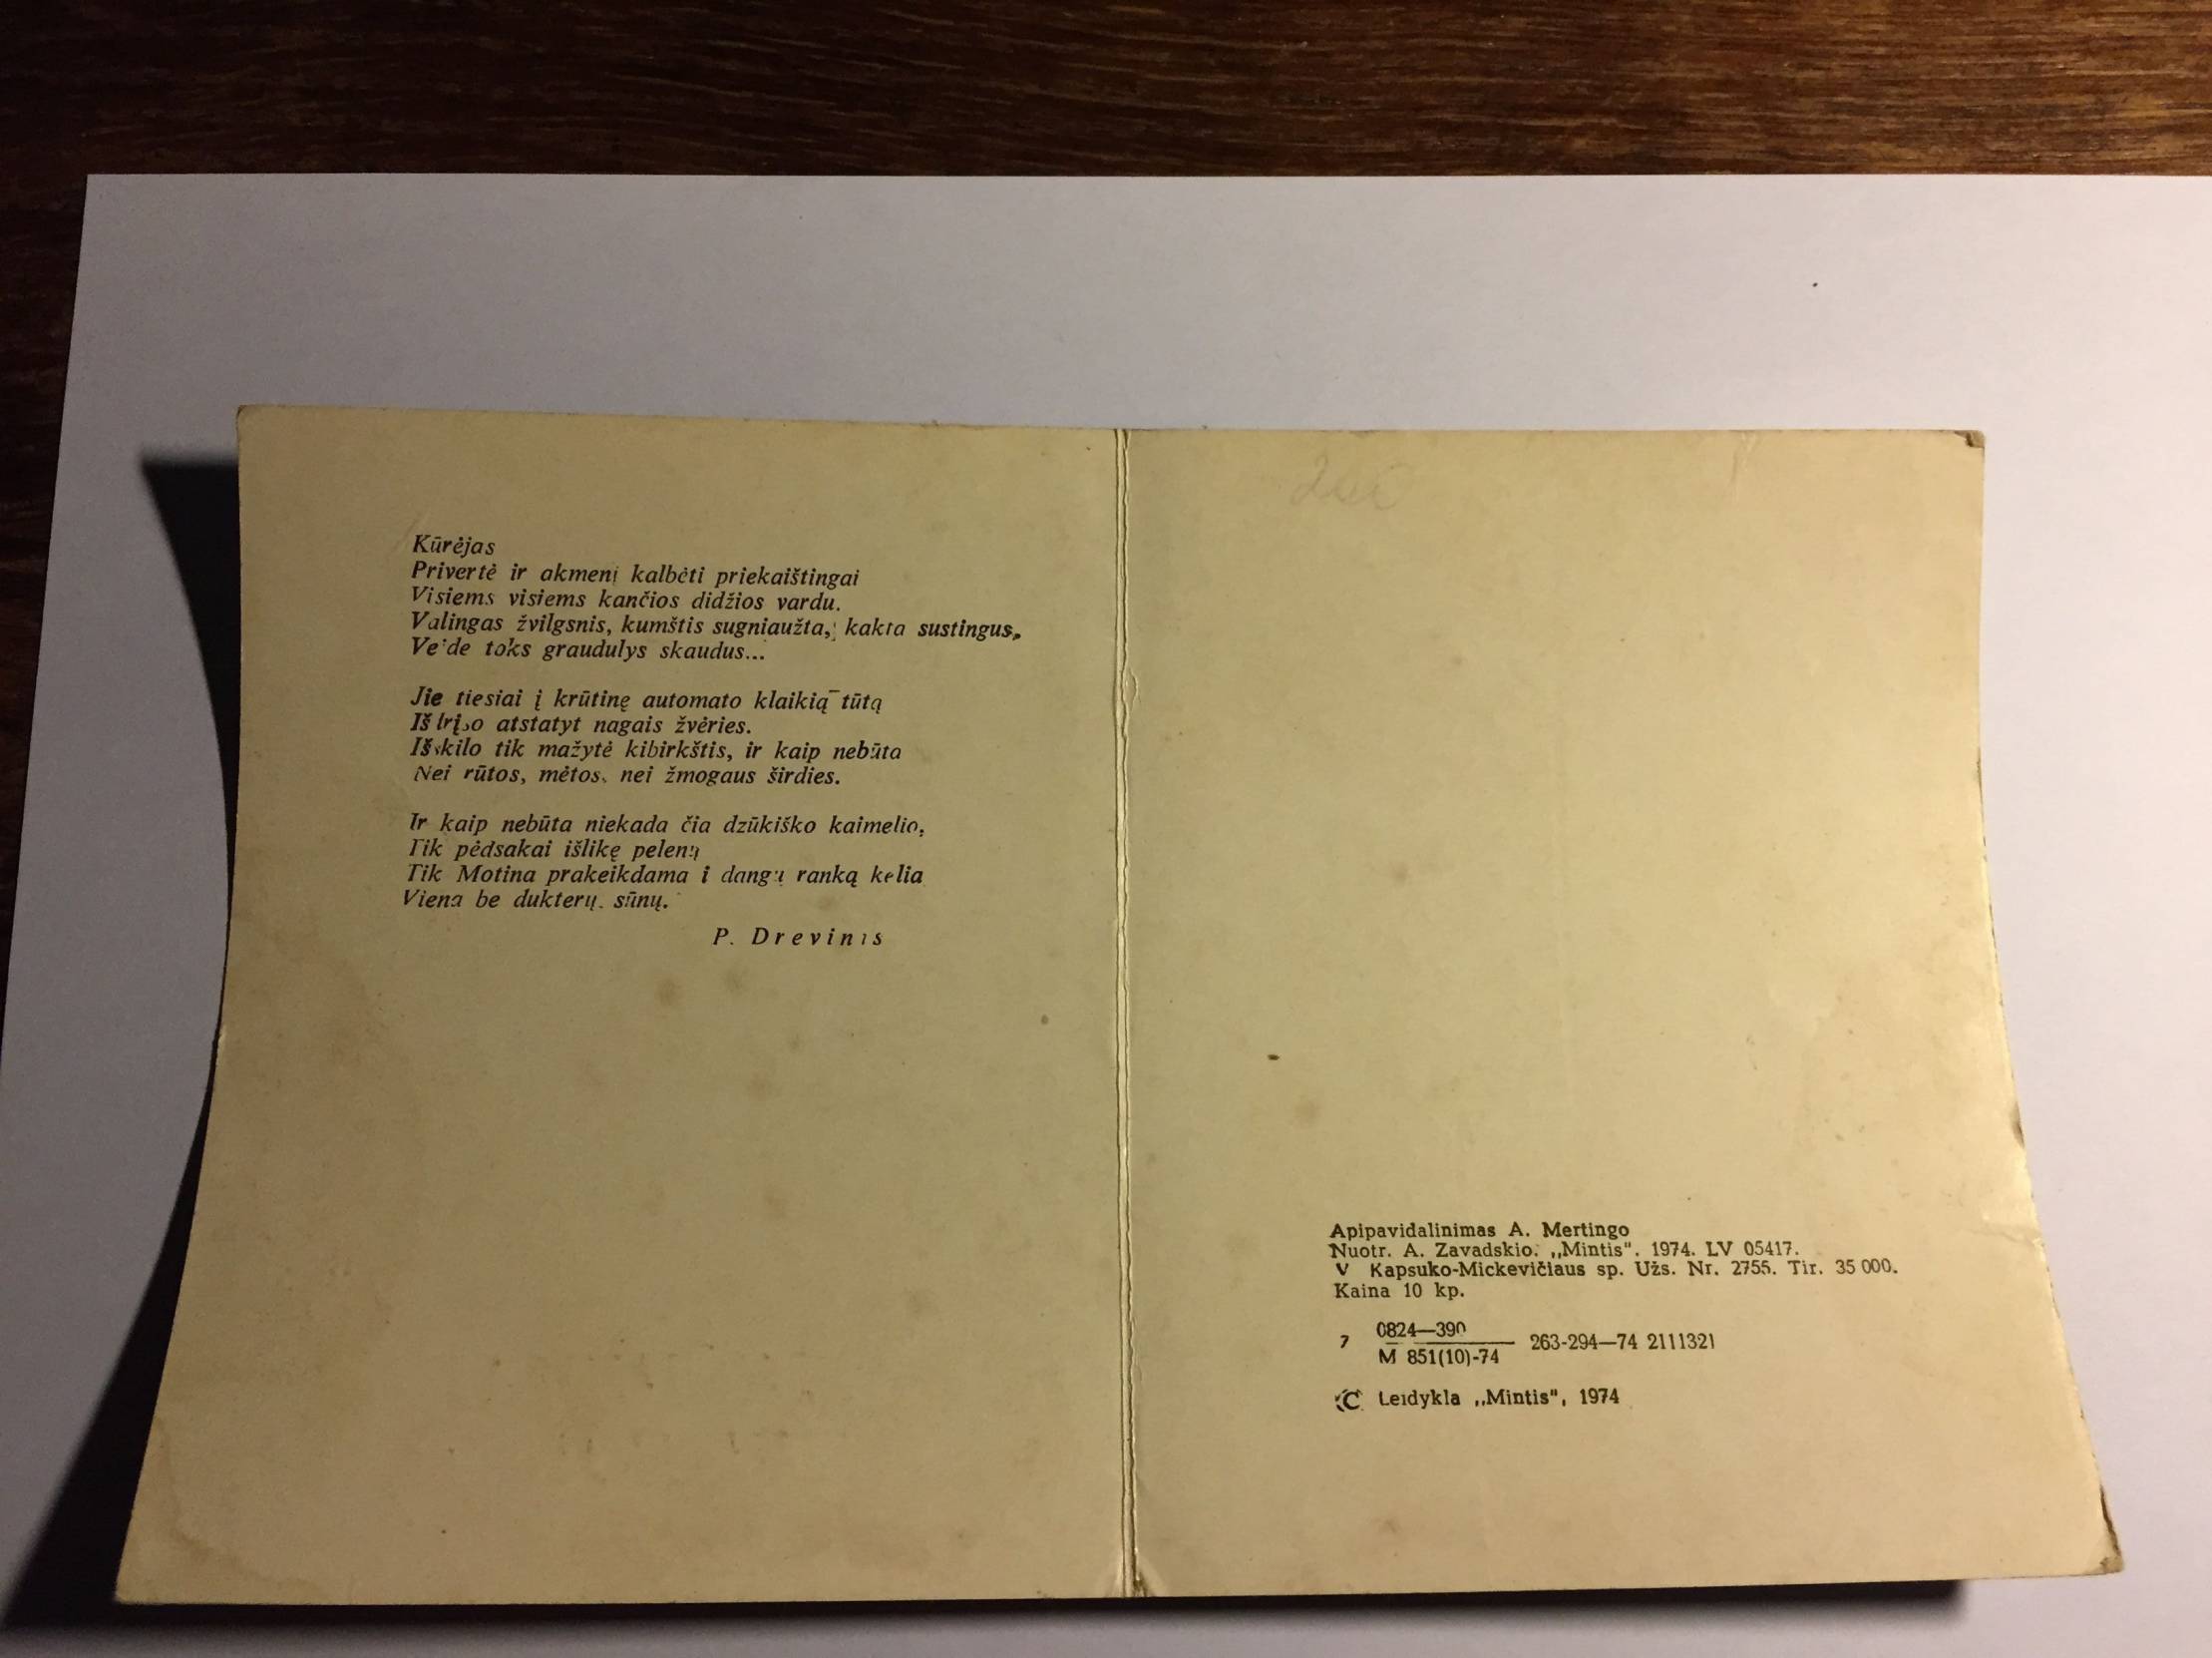 Kūrėjas
Privertė ir akmenį kalbėti priekaištingai
Visiems visiems kančios didžios vardu.
Valingas žvilgsnis, kumštis sugniaužta, kakta sustingus,
Veide toks graudulys skaudus...
Jie tiesiai į krūtinę automato klaikią tūtą
Išdrįso atstatyt nagais žvėries.
Išskilo tik mažytė kibirkštis, ir kaip nebūta
Nei rūtos, mėtos, nei žmogaus širdies.
Ir kaip nebūta niekada čia dzūkiško kaimelio,
Tik pėdsakai išlikę pelenų
Tik Motina prakeikdama i dangų ranką kelia
Viena be dukterų, sūnų.
P. Drevinis
Apipavidalinimas A. Mertingo
Nuotr. A. Zavadskio. „Mintis". 1974. LV 05417.
V Kapsuko-Mickevičiaus sp. Užs. Nr. 2755. Tir. 35 000.
Kaina 10 kp.
0824—390
7 263-294—74 2111321
M 851(10)-74
© Leidykla „Mintis", 1974